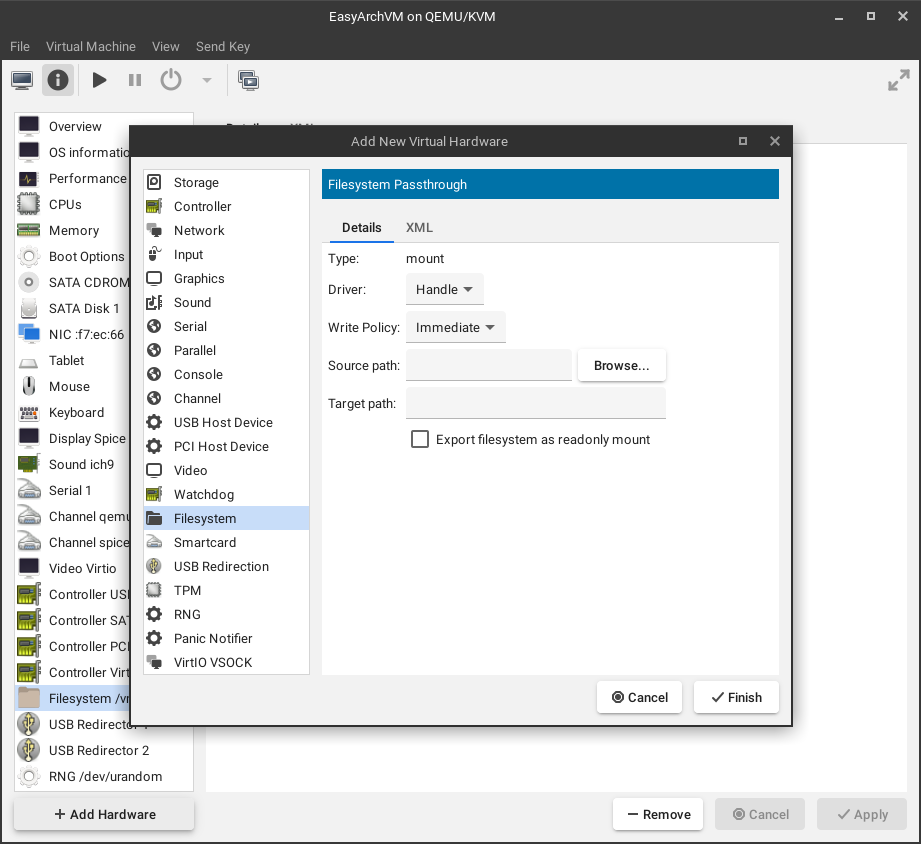 EasyArchVM on QEMU/KVM
File Virtual Machine View Send Key
Overview
OS informatio
Performance
CPUs
Memory
Boot Options
SATA CDROM
SATA Disk 1
NIC :f7:ec:66
Tablet
Mouse
Keyboard
Display Spice
Sound ich9
Serial 1
Channel qemu
Channel spice
Video Virtio
Controller USB
Controller SAT
Controller PCI
Controller Virt
Filesystem /vr
USB Redirector 1
USB Redirector 2
RNG /dev/urandom
Add Hardware
Add New Virtual Hardware
Storage
Controller
Network
Input
Graphics
Sound
Serial
Parallel
Console
Channel
USB Host Device
PCI Host Device
Video
Watchdog
Filesystem
Smartcard
USB Redirection
TPM
RNG
Panic Notifier
VirtIO VSOCK
Filesystem Passthrough
Details XML
Type: mount
Driver: Handle
Write Policy: Immediate
Source path: Browse...
Target path:
Export filesystem as readonly mount
Cancel Finish
Remove Cancel Apply